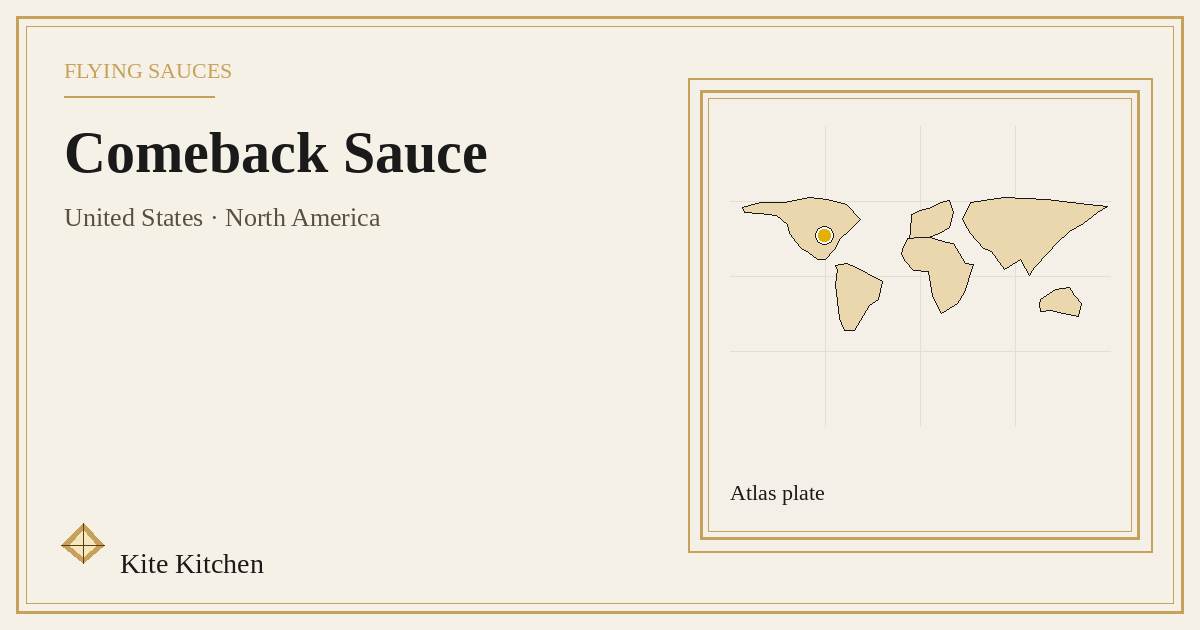 FLYING SAUCES
Comeback Sauce
United States · North America
Atlas plate
Kite Kitchen